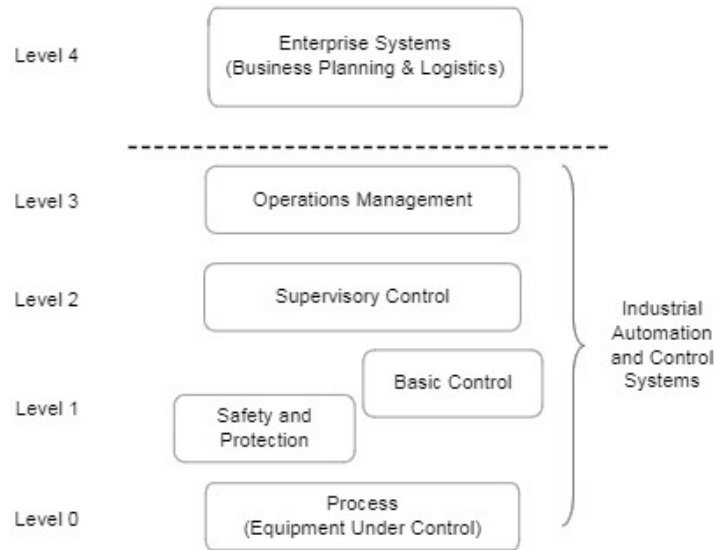 Level 4
Enterprise Systems
(Business Planning & Logistics)
Level 3
Operations Management
Level 2
Supervisory Control
Industrial
Automation
and Control
Systems
Level 1
Basic Control
Safety and
Protection
Level 0
Process
(Equipment Under Control)